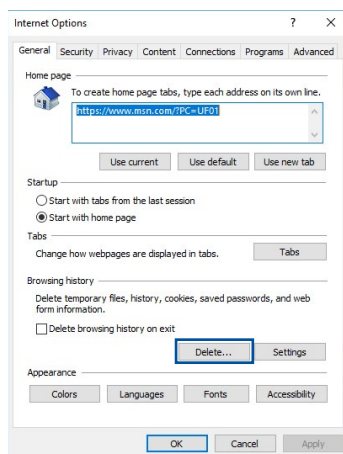 Internet Options ? X
General Security Privacy Content Connections Programs Advanced
Home page
To create home page tabs, type each address on its own line.
https://www.msn.com/?PC=UF01
Use current Use default Use new tab
Startup
Start with tabs from the last session
Start with home page
Tabs
Change how webpages are displayed in tabs. Tabs
Browsing history
Delete temporary files, history, cookies, saved passwords, and web
form information.
Delete browsing history on exit
Delete... Settings
Appearance
Colors Languages Fonts Accessibility
OK Cancel Apply